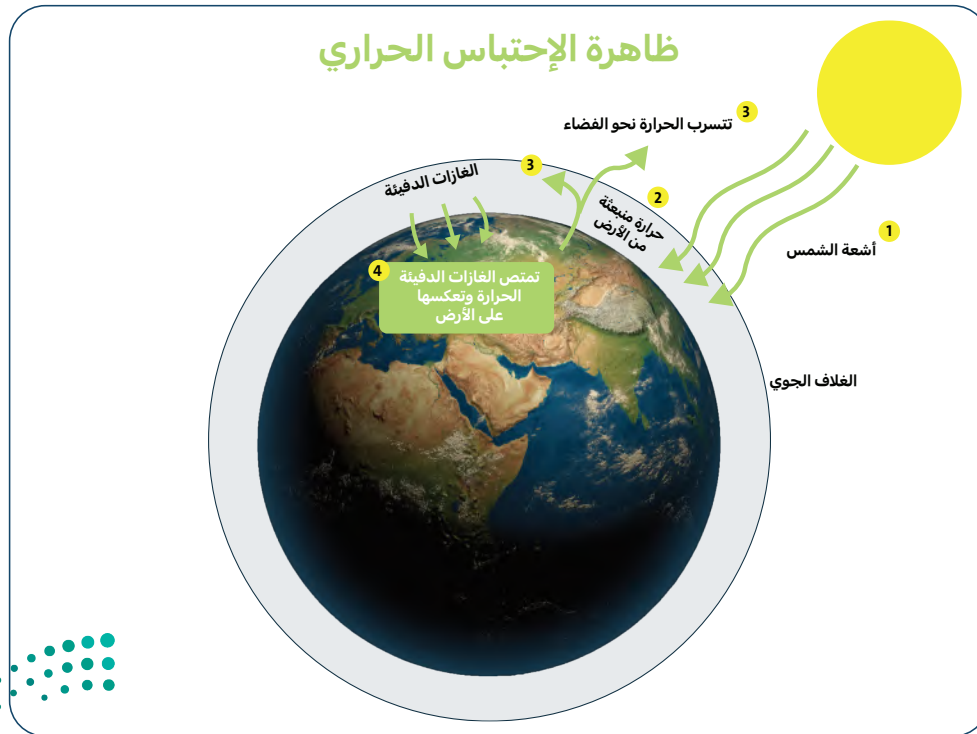 ظاهرة الإحتباس الحراري
3
تتسرب الحرارة نحو الفضاء
3
الغازات الدفيئة
2
حرارة منبعثة
من الأرض
1
أشعة الشمس
4
تمتص الغازات الدفيئة
الحرارة وتعكسها
على الأرض
الغلاف الجوي